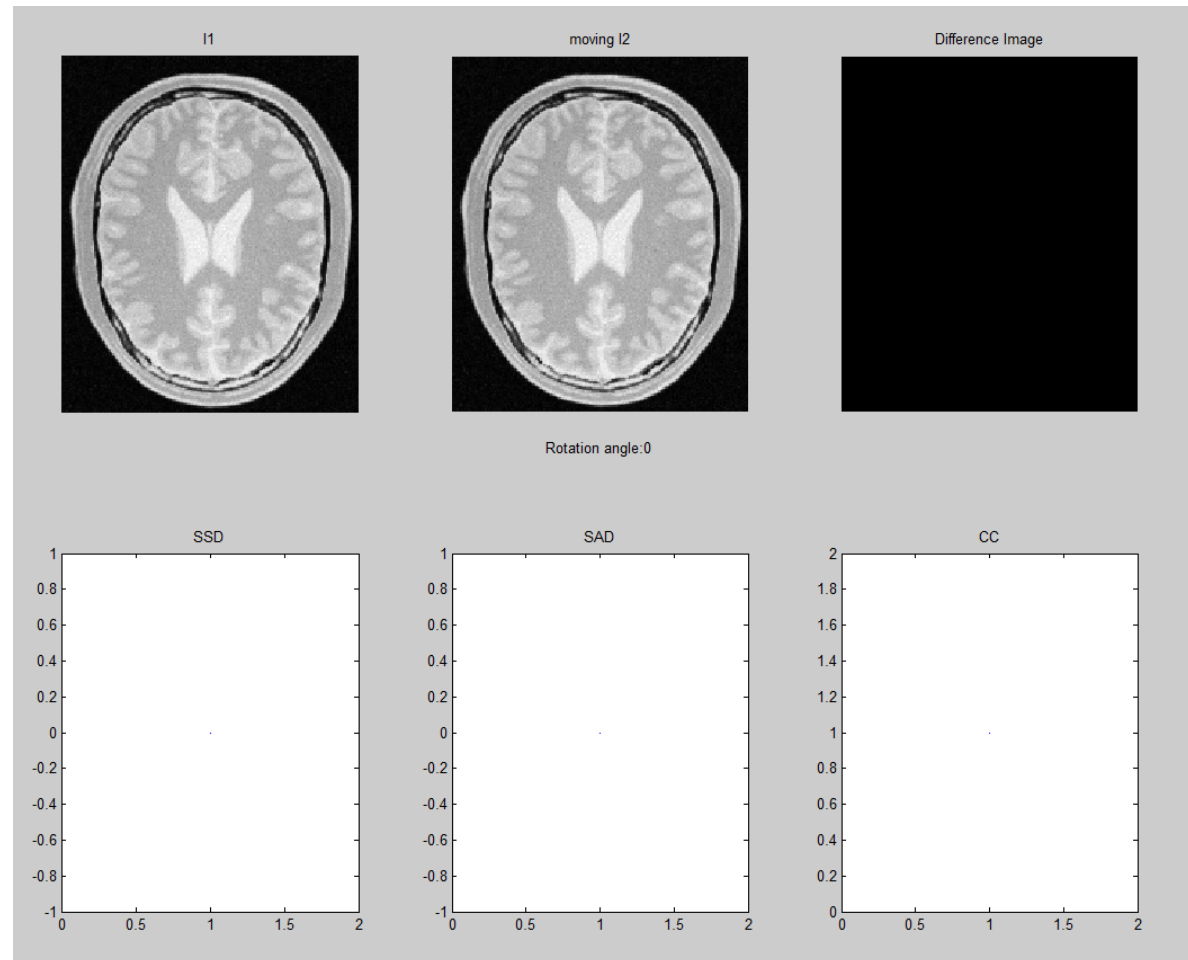 I1 moving I2 Difference Image
Rotation angle:0
SSD SAD CC
1 1 2
0.8 0.8 1.8
0.6 0.6 1.6
0.4 0.4 1.4
0.2 0.2 1.2
0 0 1
-0.2 -0.2 0.8
-0.4 -0.4 0.6
-0.6 -0.6 0.4
-0.8 -0.8 0.2
-1 -1 0
0 0.5 1 1.5 2 0 0.5 1 1.5 2 0 0.5 1 1.5 2